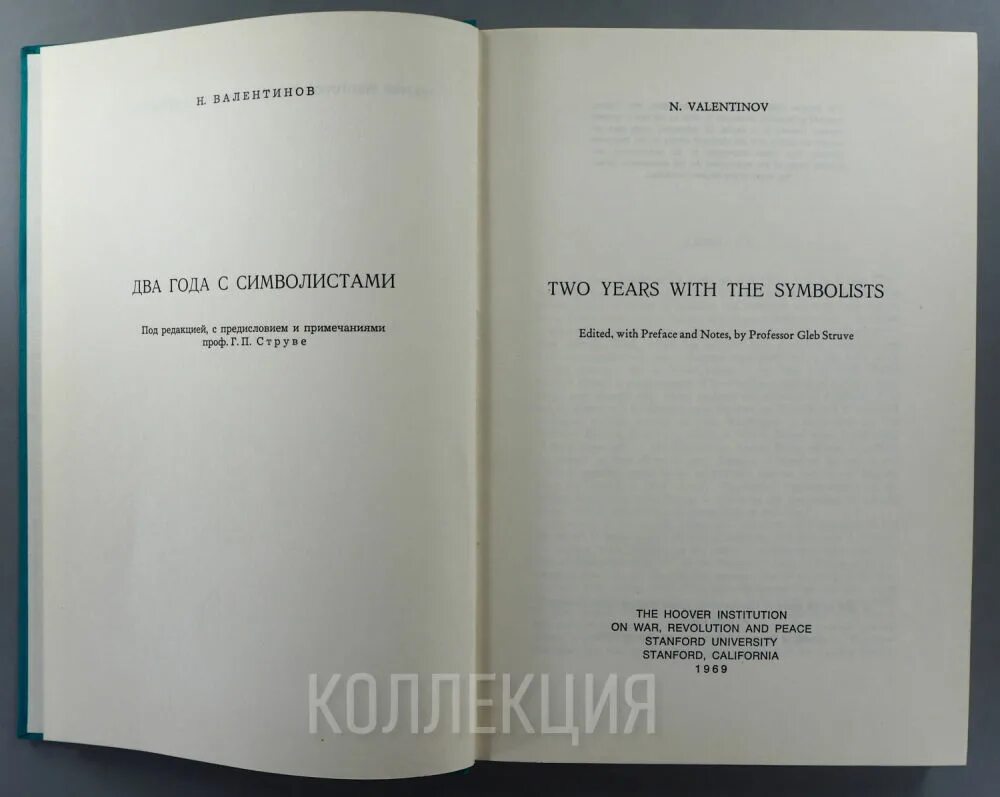 Н. ВАЛЕНТИНОВ
ДВА ГОДА С СИМВОЛИСТАМИ
Под редакцией, с предисловием и примечаниями
проф. Г. П. Струве
N. VALENTINOV
TWO YEARS WITH THE SYMBOLISTS
Edited, with Preface and Notes, by Professor Gleb Struve
THE HOOVER INSTITUTION
ON WAR, REVOLUTION AND PEACE
STANFORD UNIVERSITY
STANFORD, CALIFORNIA
1969
КОЛЛЕКЦИЯ